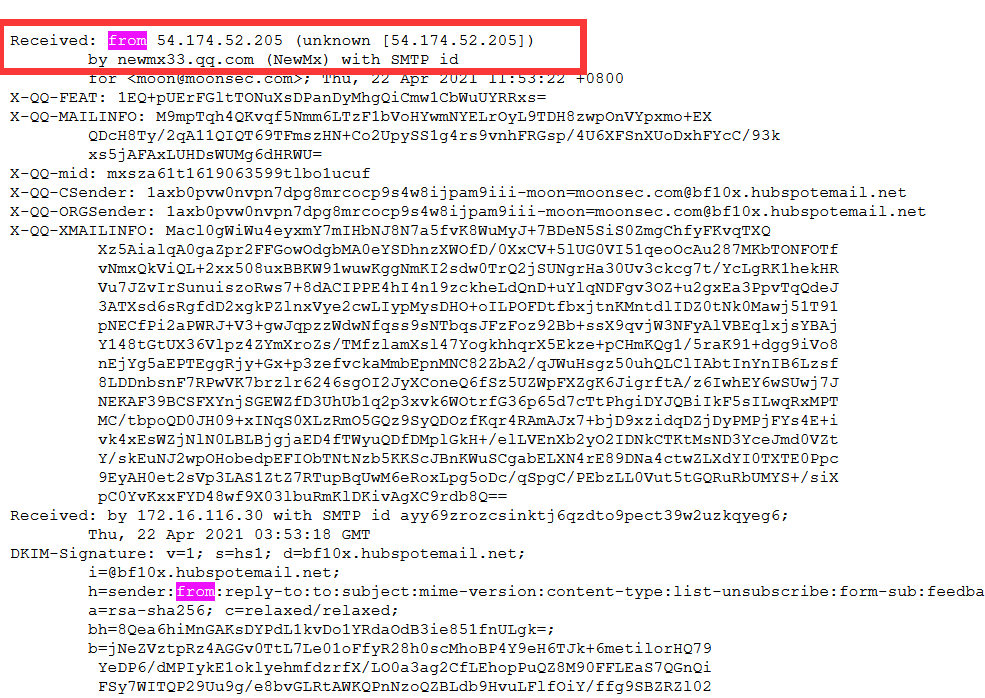 Received: from 54.174.52.205 (unknown [54.174.52.205])
by newmx33.qq.com (NewMx) with SMTP id
for <moon@moonsec.com>; Thu, 22 Apr 2021 11:53:22 +0800
X-QQ-FEAT: 1EQ+pUErFGltTONuXsDPanDyMhgQiCmw1CbWuUYRRxs=
X-QQ-MAILINFO: M9mpTqh4QKvqf5Nmm6LTzF1bVoHYwmNYELrOyL9TDH8zwpOnVYpxmo+EX
QDcH8Ty/2qA11QIQT69TFmszHN+Co2UpySS1g4rs9vnhFRGsp/4U6XFSnXUoDxhFYcC/93k
xs5jAFAxLUHDsWUMg6dHRWU=
X-QQ-mid: mxsza61t1619063599tlbo1ucuf
X-QQ-CSender: 1axb0pvw0nvpn7dpg8mrcocp9s4w8ijpam9iii-moon=moonsec.com@bf10x.hubspotemail.net
X-QQ-ORGSender: 1axb0pvw0nvpn7dpg8mrcocp9s4w8ijpam9iii-moon=moonsec.com@bf10x.hubspotemail.net
X-QQ-XMAILINFO: Macl0gWiWu4eyxmY7mIHbNJ8N7a5fvK8WuMyJ+7BDeN5SiS0ZmgChfyFKvqTXQ
Xz5AialqA0gaZpr2FFGowOdgbMA0eYSDhnzXWOfD/0XxCV+5lUG0VI51qeoOcAu287MKbTONFOTf
vNmxQkViQL+2xx508uxBBKW91wuwKggNmKI2sdw0TrQ2jSUNgrHa30Uv3ckcg7t/YcLgRK1hekHR
Vu7JZvIrSunuiszoRws7+8dACIPPE4hI4n19zckheLdQnD+uYlqNDFgv3OZ+u2gxEa3PpvTqQdeJ
3ATXsd6sRgfdD2xgkPZlnxVye2cwLIypMysDHO+oILPOFDtfbxjtnKMntdlIDZ0tNk0Mawj51T91
pNECfPi2aPWRJ+V3+gwJqpzzWdwNfqss9sNTbqsJFzFoz92Bb+ssX9qvjW3NFyAlVBEqlxjsYBAj
Y148tGtUX36Vlpz4ZYmXroZs/TMfzlamXsl47YogkhhqrX5Ekze+pCHmKQg1/5raK91+dgg9iVo8
nEjYg5aEPTEggRjy+Gx+p3zefvckaMmbEpnMNC82ZbA2/qJWuHsgz50uhQLClIAbtInYnIB6Lzsf
8LDDnbsnF7RPwVK7brzlr6246sgOI2JyXConeQ6fSz5UZWpFXZgK6JigrftA/z6IwhEY6wSUwj7J
NEKAF39BCSFXYnjSGEWZfD3UhUb1q2p3xvk6WOtrfG36p65d7cTtPhgiDYJQBiIkF5sILwqRxMPT
MC/tbpoQD0JH09+xINqS0XLzRmO5GQz9SyQDOzfKqr4RAmAJx7+bjD9xzidqDZjDyPMPjFYs4E+i
vk4xEsWZjNlN0LBLBjgjaED4fTWyuQDfDMplGkH+/elLVEnXb2yO2IDNkCTKtMsND3YceJmd0VZt
Y/skEuNJ2wpOHobedpEFIObTNtNzb5KKScJBnKWuSCgabELXN4rE89DNa4ctwZLXdYI0TXTE0Ppc
9EyAH0et2sVp3LAS1ZtZ7RTupBqUwM6eRoxLpg5oDc/qSpgC/PEbzLL0Vut5tGQRuRbUMYS+/siX
pC0YvKxxFYD48wf9X03lbuRmKlDKivAgXC9rdb8Q==
Received: by 172.16.116.30 with SMTP id ayy69zrozcsinktj6qzdto9pect39w2uzkqyeg6;
Thu, 22 Apr 2021 03:53:18 GMT
DKIM-Signature: v=1; s=hs1; d=bf10x.hubspotemail.net;
i=@bf10x.hubspotemail.net;
h=sender:from:reply-to:to:subject:mime-version:content-type:list-unsubscribe:form-sub:feedba
a=rsa-sha256; c=relaxed/relaxed;
bh=8Qea6hiMnGAKsDYPdL1kvDo1YRdaOdB3ie851fnULgk=;
b=jNeZVztpRz4AGGv0TtL7Le01oFfyR28h0scMhoBP4Y9eH6TJk+6metilorHQ79
YeDP6/dMPIykE1oklyehmfdzrfX/LO0a3ag2CfLEhopPuQZ8M90FFLEaS7QGnQi
FSy7WITQP29Uu9g/e8bvGLRtAWKQPnNzoQZBLdb9HvuLFlfOiY/ffg9SBZRZl02